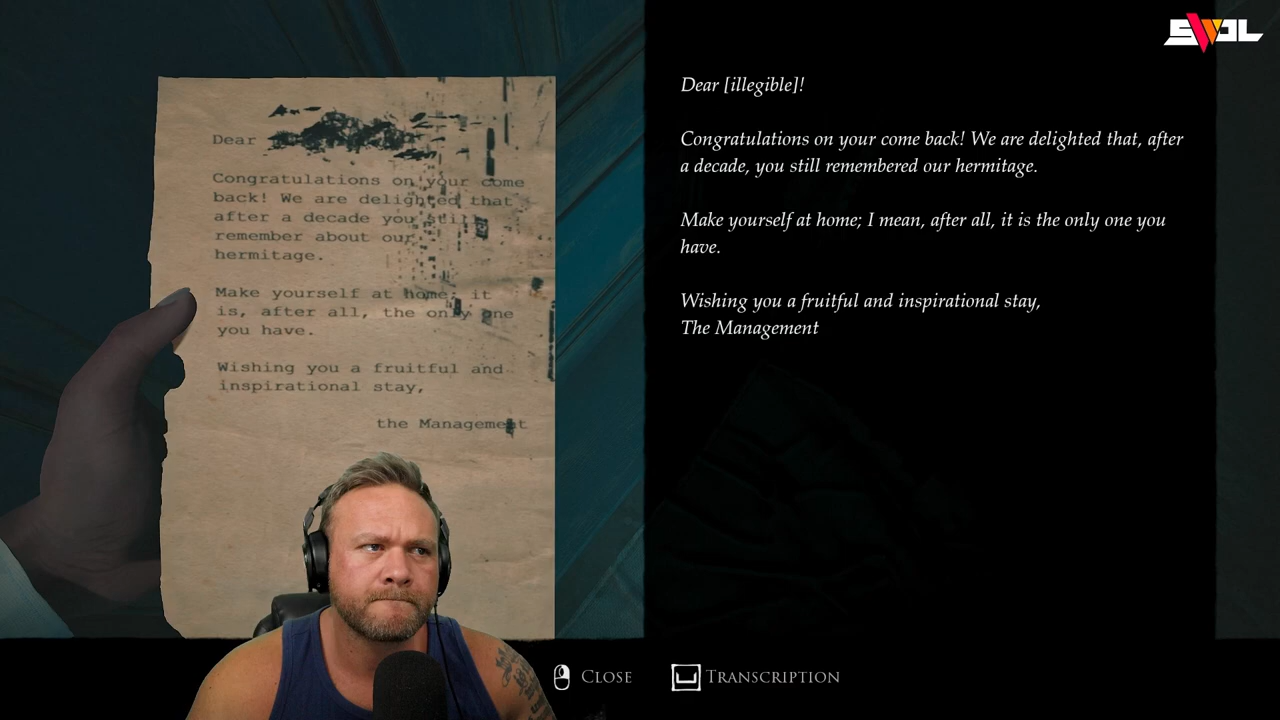 SWOL
Dear
Congratulations on your come
back! We are delighted that
after a decade you still
remember about our
hermitage.
Make yourself at home; it
is, after all, the only one
you have.
Wishing you a fruitful and
inspirational stay,
the Management
Dear [illegible]!
Congratulations on your come back! We are delighted that, after
a decade, you still remembered our hermitage.
Make yourself at home; I mean, after all, it is the only one you
have.
Wishing you a fruitful and inspirational stay,
The Management
CLOSE
TRANSCRIPTION